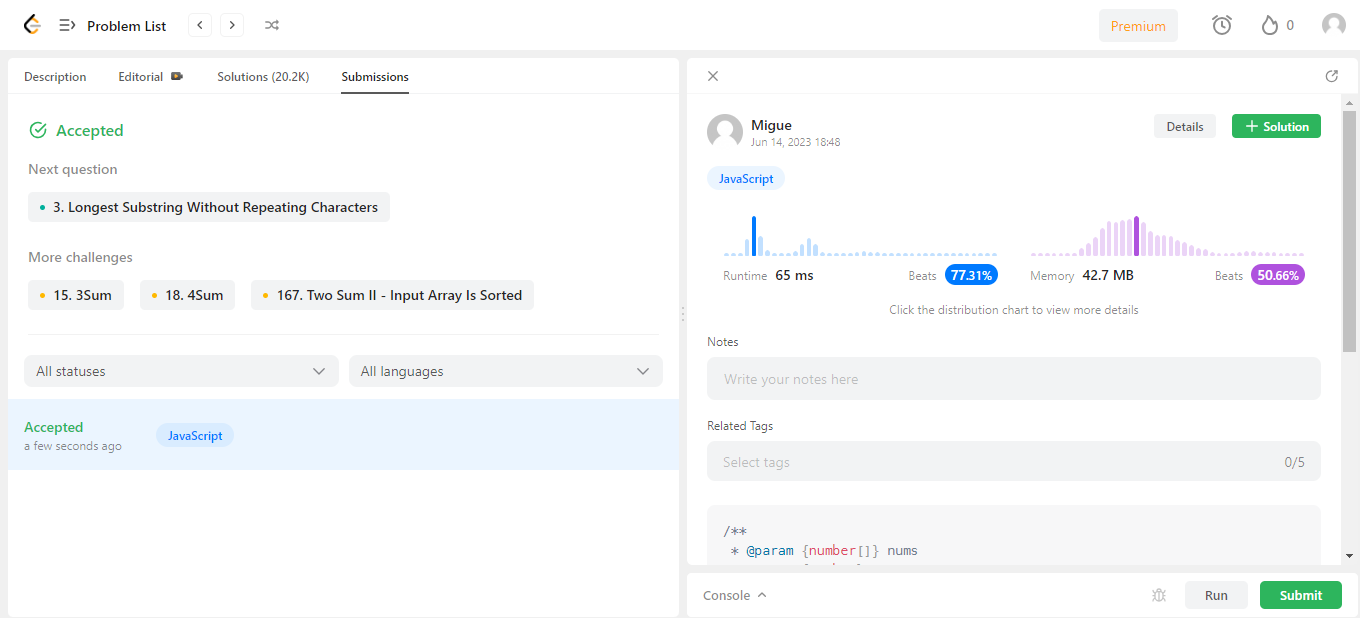 Problem List
Premium
0
Description
Editorial
Solutions (20.2K)
Submissions
Accepted
Next question
3. Longest Substring Without Repeating Characters
More challenges
15. 3Sum
18. 4Sum
167. Two Sum II - Input Array Is Sorted
All statuses
All languages
Accepted
a few seconds ago
JavaScript
Migue
Jun 14, 2023 18:48
Details
+ Solution
JavaScript
Runtime 65 ms
Beats 77.31%
Memory 42.7 MB
Beats 50.66%
Click the distribution chart to view more details
Notes
Write your notes here
Related Tags
Select tags
0/5
/**
* @param {number[]} nums
Console
Run
Submit